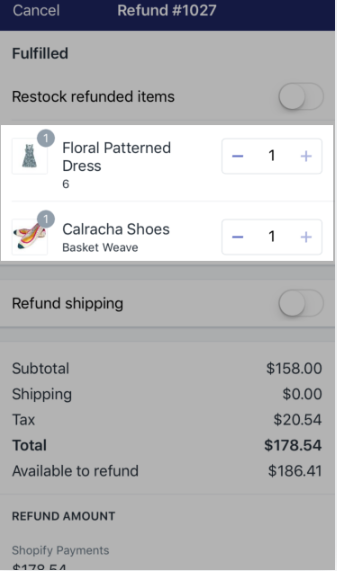 Cancel Refund #1027
Fulfilled
Restock refunded items
1
Floral Patterned
Dress
6
− 1 +
1
Calracha Shoes
Basket Weave
− 1 +
Refund shipping
Subtotal $158.00
Shipping $0.00
Tax $20.54
Total $178.54
Available to refund $186.41
REFUND AMOUNT
Shopify Payments
$178.54